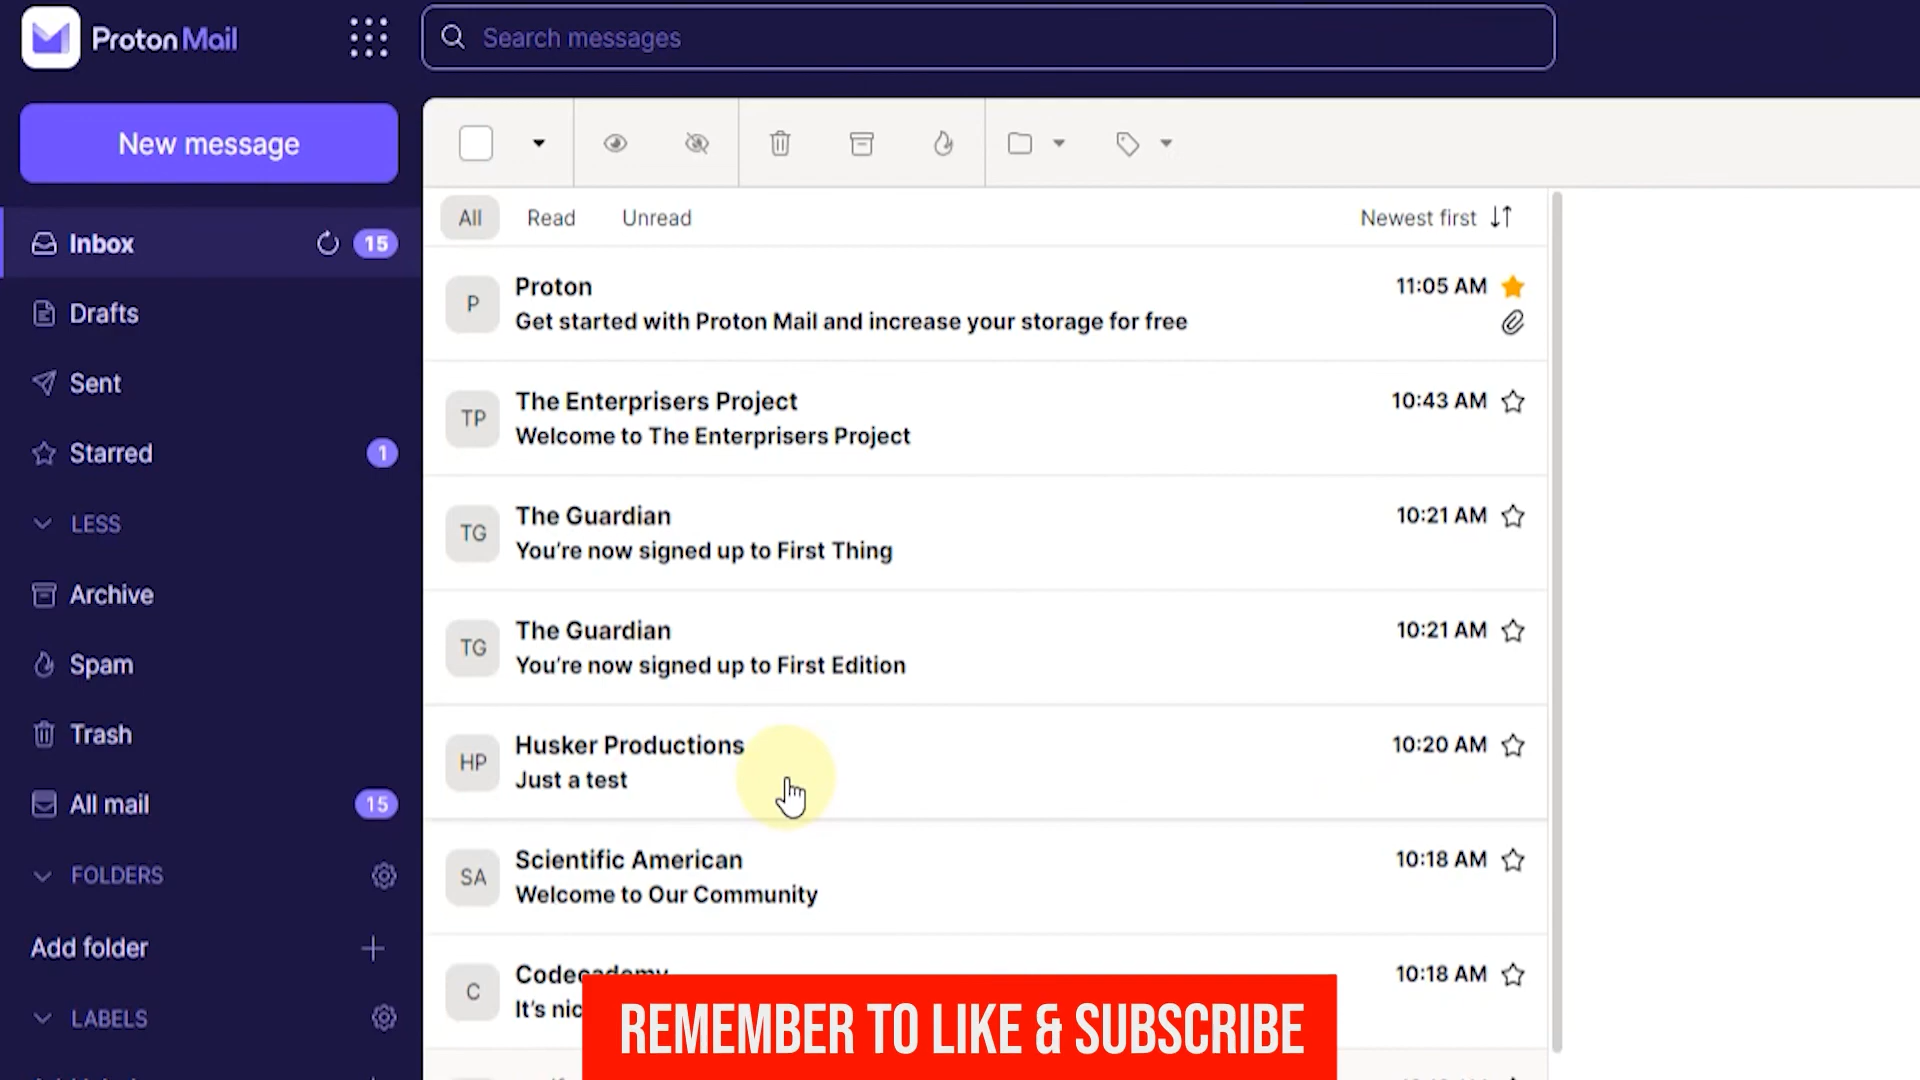 Proton Mail
Search messages
New message
All Read Unread Newest first
Inbox 15
Drafts
Sent
Starred 1
LESS
Archive
Spam
Trash
All mail 15
FOLDERS
Add folder
LABELS
P Proton 11:05 AM
Get started with Proton Mail and increase your storage for free
TP The Enterprisers Project 10:43 AM
Welcome to The Enterprisers Project
TG The Guardian 10:21 AM
You're now signed up to First Thing
TG The Guardian 10:21 AM
You're now signed up to First Edition
HP Husker Productions 10:20 AM
Just a test
SA Scientific American 10:18 AM
Welcome to Our Community
C Codecademy 10:18 AM
It's nic
REMEMBER TO LIKE & SUBSCRIBE